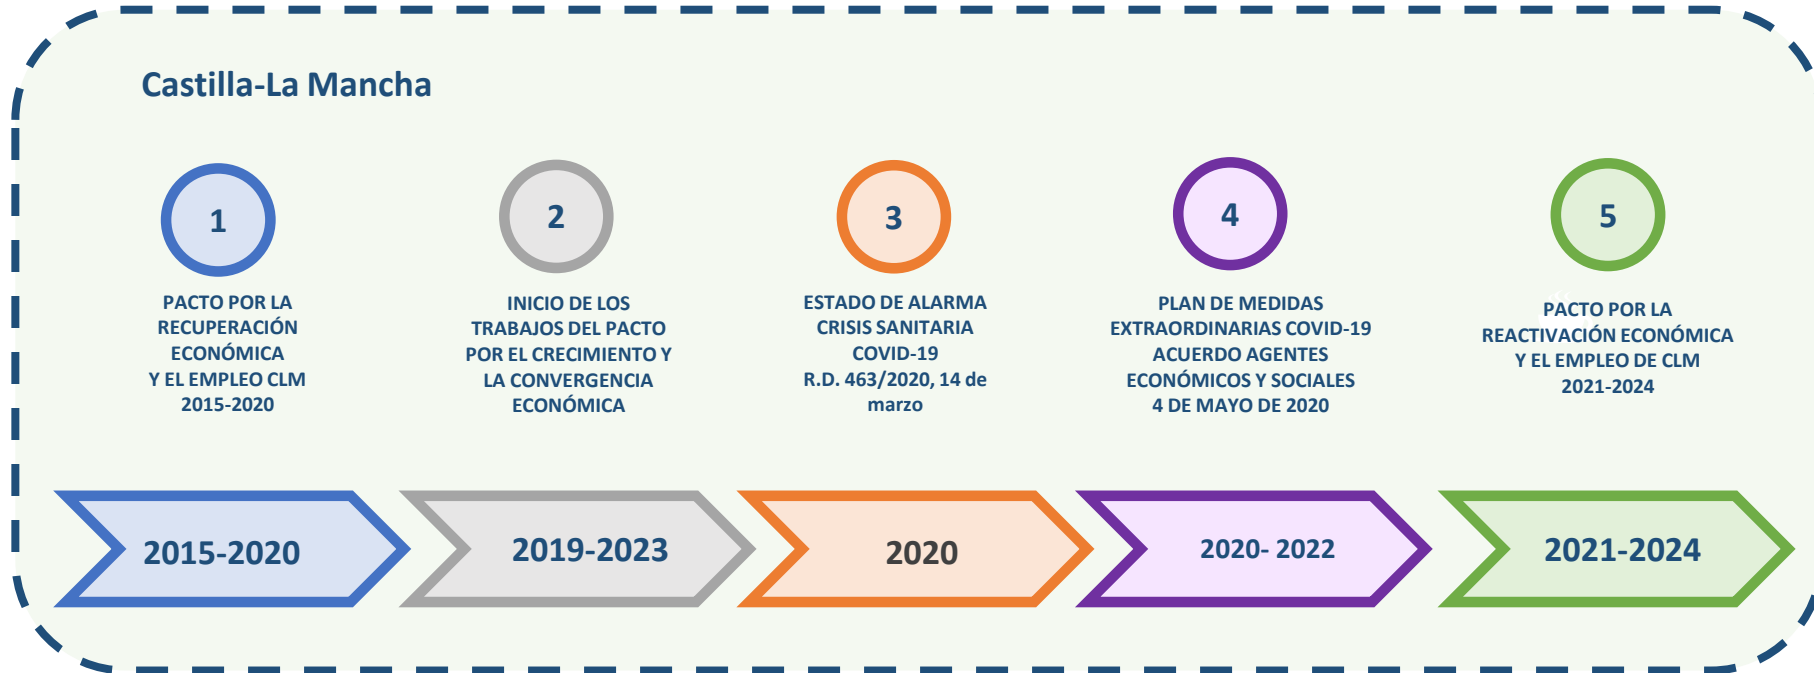 Castilla-La Mancha
1
PACTO POR LA
RECUPERACIÓN
ECONÓMICA
Y EL EMPLEO CLM
2015-2020
2
INICIO DE LOS
TRABAJOS DEL PACTO
POR EL CRECIMIENTO Y
LA CONVERGENCIA
ECONÓMICA
3
ESTADO DE ALARMA
CRISIS SANITARIA
COVID-19
R.D. 463/2020, 14 de
marzo
4
PLAN DE MEDIDAS
EXTRAORDINARIAS COVID-19
ACUERDO AGENTES
ECONÓMICOS Y SOCIALES
4 DE MAYO DE 2020
5
PACTO POR LA
REACTIVACIÓN ECONÓMICA
Y EL EMPLEO DE CLM
2021-2024
2015-2020
2019-2023
2020
2020- 2022
2021-2024